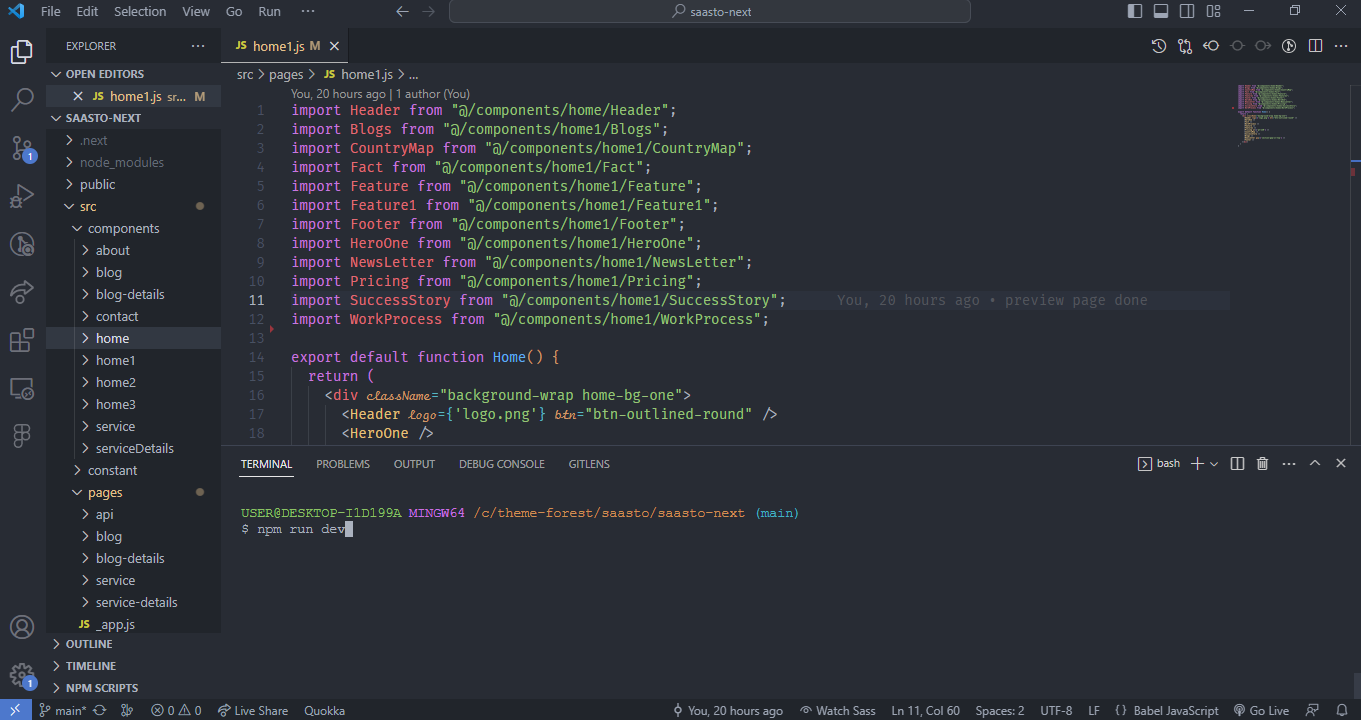 File Edit Selection View Go Run ··· saasto-next
EXPLORER ···
OPEN EDITORS
JS home1.js sr... M
SAASTO-NEXT
.next
node_modules
public
src
components
about
blog
blog-details
contact
home
home1
home2
home3
service
serviceDetails
constant
pages
api
blog
blog-details
service
service-details
JS _app.js
OUTLINE
TIMELINE
NPM SCRIPTS
JS home1.js M
src > pages > JS home1.js > ...
You, 20 hours ago | 1 author (You)
1 import Header from "@/components/home/Header";
2 import Blogs from "@/components/home1/Blogs";
3 import CountryMap from "@/components/home1/CountryMap";
4 import Fact from "@/components/home1/Fact";
5 import Feature from "@/components/home1/Feature";
6 import Feature1 from "@/components/home1/Feature1";
7 import Footer from "@/components/home1/Footer";
8 import HeroOne from "@/components/home1/HeroOne";
9 import NewsLetter from "@/components/home1/NewsLetter";
10 import Pricing from "@/components/home1/Pricing";
11 import SuccessStory from "@/components/home1/SuccessStory"; You, 20 hours ago • preview page done
12 import WorkProcess from "@/components/home1/WorkProcess";
13
14 export default function Home() {
15 return (
16 <div className="background-wrap home-bg-one">
17 <Header logo={'logo.png'} btn="btn-outlined-round" />
18 <HeroOne />
TERMINAL PROBLEMS OUTPUT DEBUG CONSOLE GITLENS bash
USER@DESKTOP-I1D199A MINGW64 /c/theme-forest/saasto/saasto-next (main)
$ npm run dev
1
1
main* 0 0 Live Share Quokka You, 20 hours ago Watch Sass Ln 11, Col 60 Spaces: 2 UTF-8 LF {} Babel JavaScript Go Live